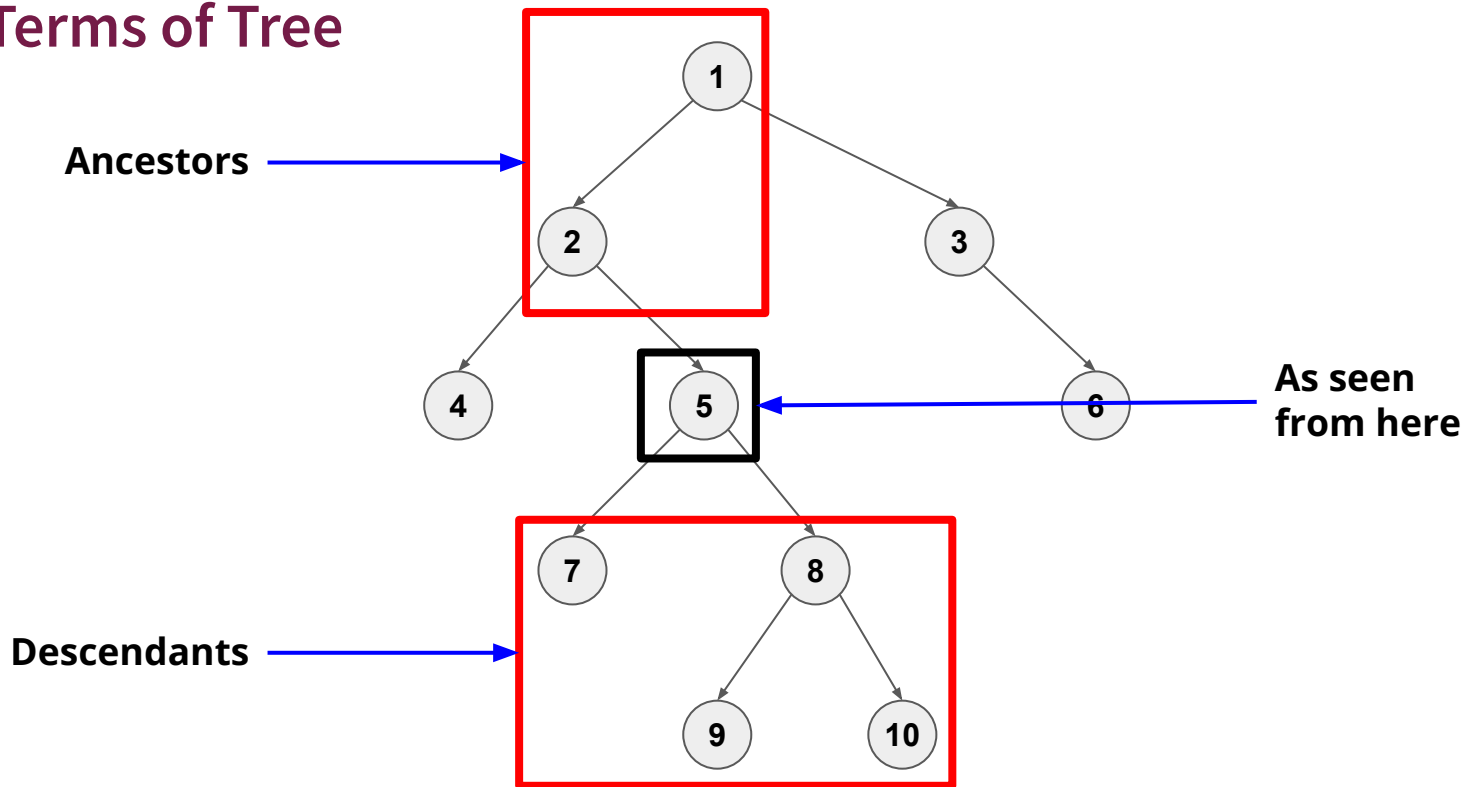 Terms of Tree
1
Ancestors
2
3
4
5
6
As seen
from here
7
8
Descendants
9
10